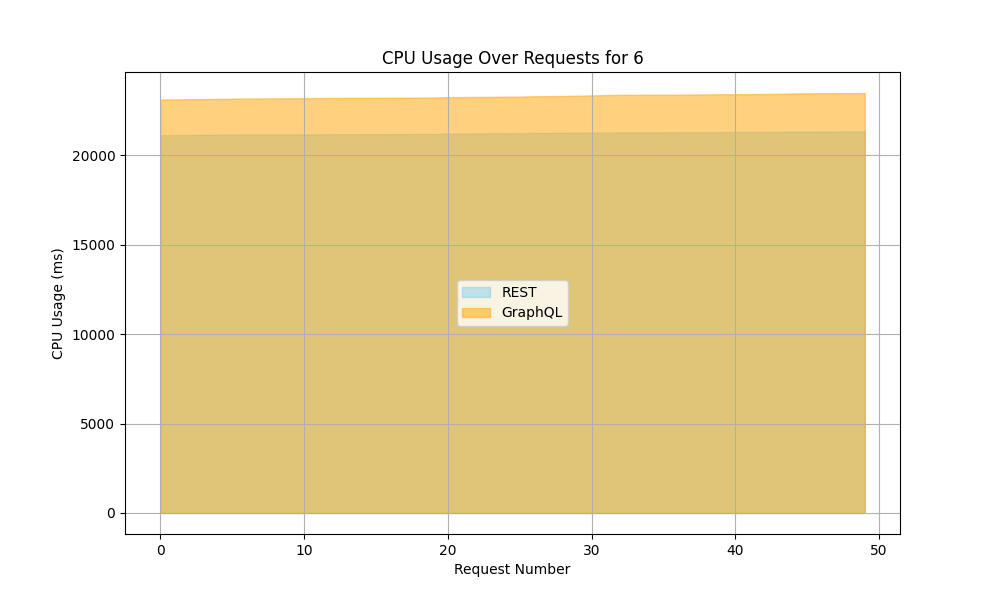 CPU Usage Over Requests for 6
CPU Usage (ms)
20000
15000
10000
5000
0
REST
GraphQL
0 10 20 30 40 50
Request Number